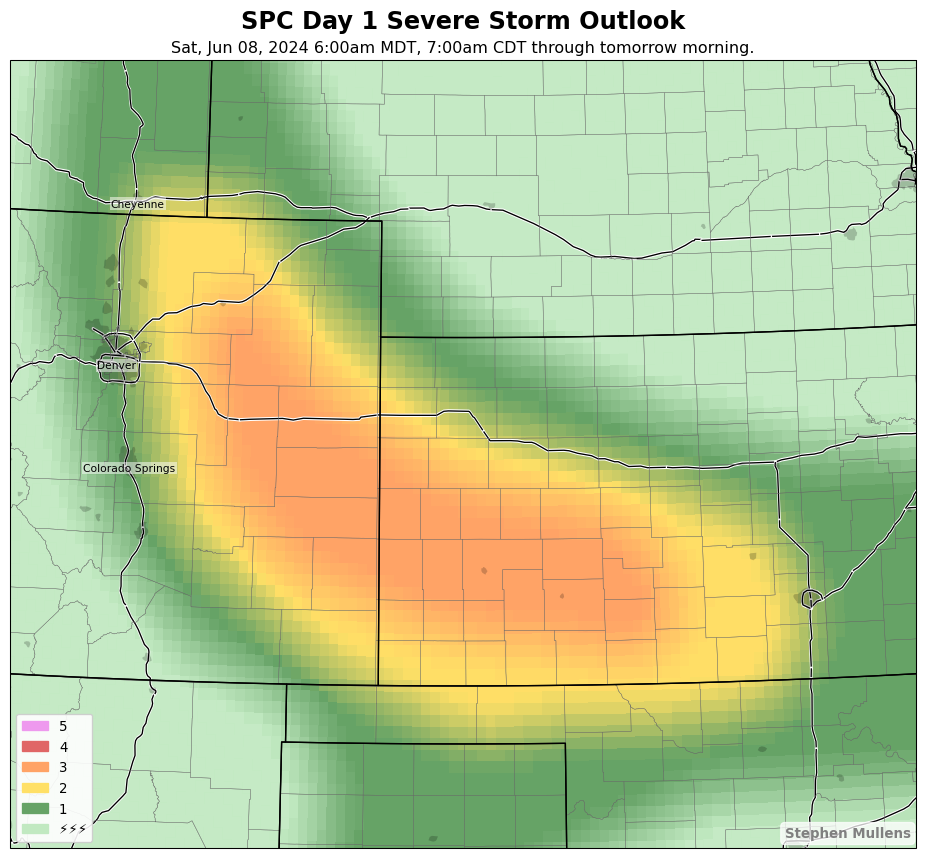 SPC Day 1 Severe Storm Outlook
Sat, Jun 08, 2024 6:00am MDT, 7:00am CDT through tomorrow morning.
Cheyenne
Denver
Colorado Springs
5
4
3
2
1
⚡⚡⚡
Stephen Mullens